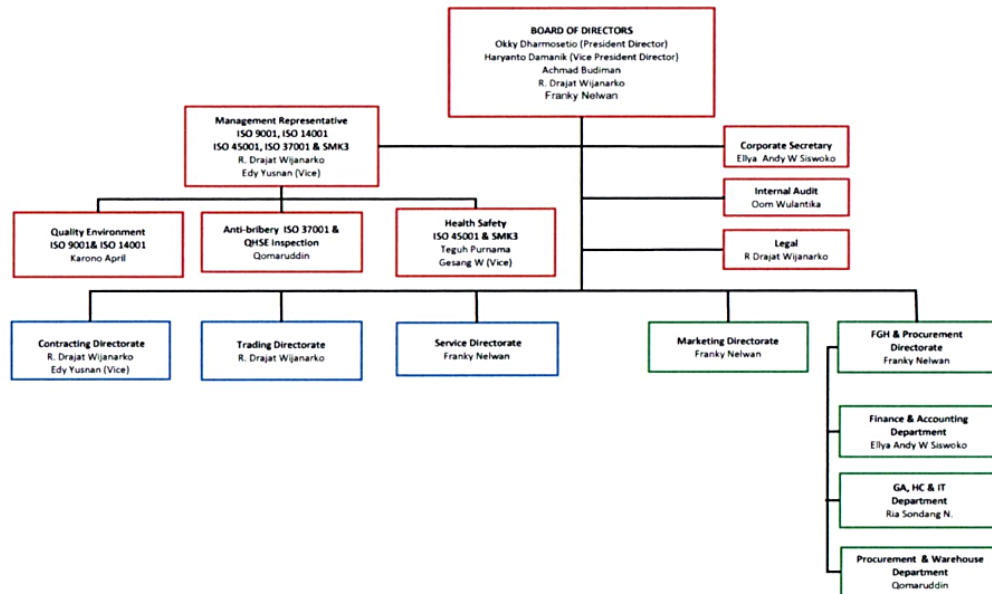 BOARD OF DIRECTORS
Okky Dharmosetio (President Director)
Haryanto Damanik (Vice President Director)
Achmad Budiman
R. Drajat Wijanarko
Franky Nelwan
Management Representative
ISO 9001, ISO 14001
ISO 45001, ISO 37001 & SMK3
R. Drajat Wijanarko
Edy Yusnan (Vice)
Corporate Secretary
Ellya Andy W Siswoko
Internal Audit
Oom Wulantika
Legal
R Drajat Wijanarko
Quality Environment
ISO 9001& ISO 14001
Karono April
Anti-bribery ISO 37001 &
QHSE Inspection
Qomaruddin
Health Safety
ISO 45001 & SMK3
Teguh Purnama
Gesang W (Vice)
Contracting Directorate
R. Drajat Wijanarko
Edy Yusnan (Vice)
Trading Directorate
R. Drajat Wijanarko
Service Directorate
Franky Nelwan
Marketing Directorate
Franky Nelwan
FGH & Procurement
Directorate
Franky Nelwan
Finance & Accounting
Department
Ellya Andy W Siswoko
GA, HC & IT
Department
Ria Sondang N.
Procurement & Warehouse
Department
Qomaruddin